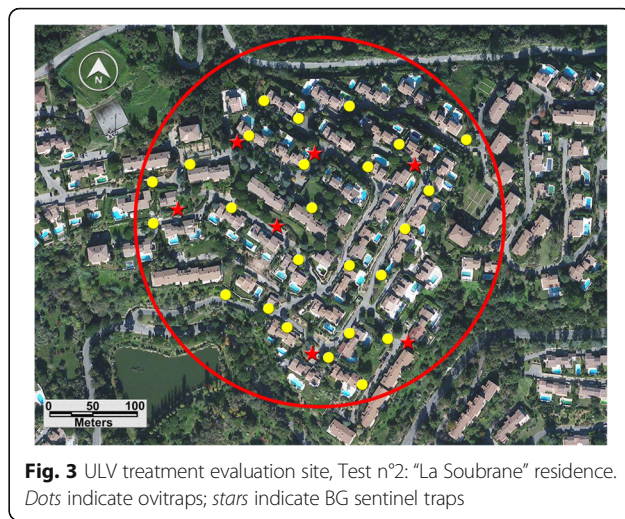 N
0 50 100
Meters
Fig. 3 ULV treatment evaluation site, Test n°2: “La Soubrane” residence.
Dots indicate ovitraps; stars indicate BG sentinel traps